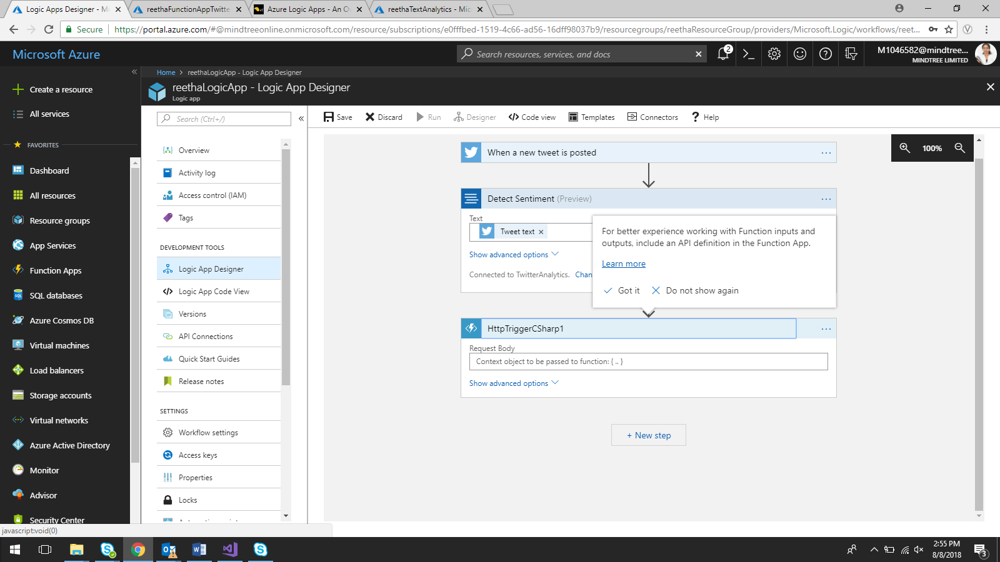 Logic Apps Designer - Mi
reethaFunctionAppTwitte
Azure Logic Apps - An Ov
reethaTextAnalytics - Mic
Secure
https://portal.azure.com/#@mindtreeonline.onmicrosoft.com/resource/subscriptions/e0fffbed-1519-4c66-ad56-16dff98037b9/resourcegroups/reethaResourceGroup/providers/Microsoft.Logic/workflows/reet...
Microsoft Azure
Search resources, services, and docs
2
M1046582@mindtree...
MINDTREE LIMITED
Home > reethaLogicApp - Logic App Designer
reethaLogicApp - Logic App Designer
Logic app
Create a resource
All services
FAVORITES
Dashboard
All resources
Resource groups
App Services
Function Apps
SQL databases
Azure Cosmos DB
Virtual machines
Load balancers
Storage accounts
Virtual networks
Azure Active Directory
Monitor
Advisor
Security Center
javascript:void(0)
Search (Ctrl+/)
Overview
Activity log
Access control (IAM)
Tags
DEVELOPMENT TOOLS
Logic App Designer
Logic App Code View
Versions
API Connections
Quick Start Guides
Release notes
SETTINGS
Workflow settings
Access keys
Properties
Locks
Save
Discard
Run
Designer
Code view
Templates
Connectors
Help
100%
When a new tweet is posted
Detect Sentiment (Preview)
Text
Tweet text
Show advanced options
Connected to TwitterAnalytics. Chan
For better experience working with Function inputs and
outputs, include an API definition in the Function App.
Learn more
Got it
Do not show again
HttpTriggerCSharp1
Request Body
Context object to be passed to function: { .. }
Show advanced options
+ New step
2:55 PM
8/8/2018
3